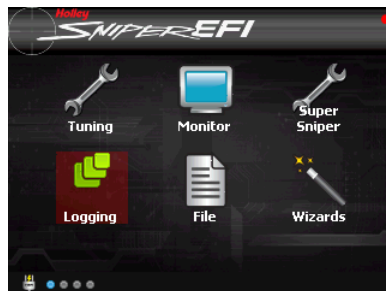 Holley
SNIPER EFI
Tuning
Monitor
Super
Sniper
Logging
File
Wizards